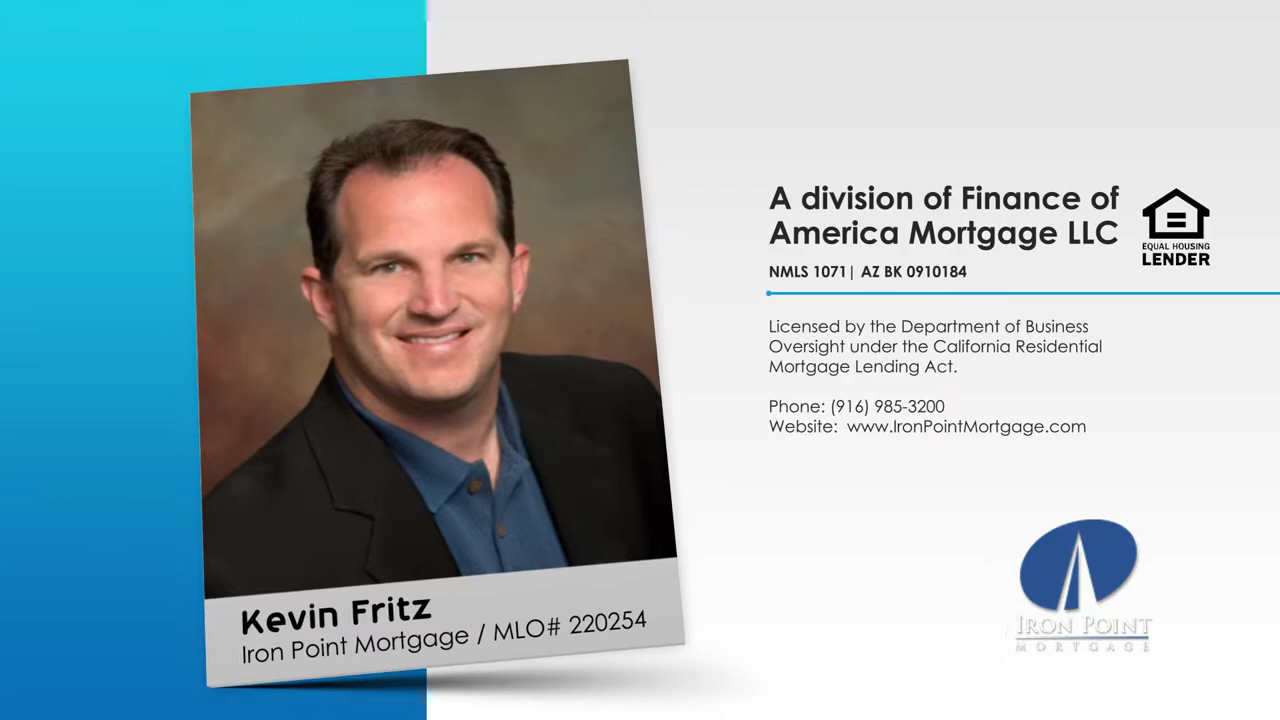 Kevin Fritz
Iron Point Mortgage / MLO# 220254
A division of Finance of
America Mortgage LLC
NMLS 1071| AZ BK 0910184
EQUAL HOUSING
LENDER
Licensed by the Department of Business
Oversight under the California Residential
Mortgage Lending Act.
Phone: (916) 985-3200
Website: www.IronPointMortgage.com
IRON POINT
MORTGAGE